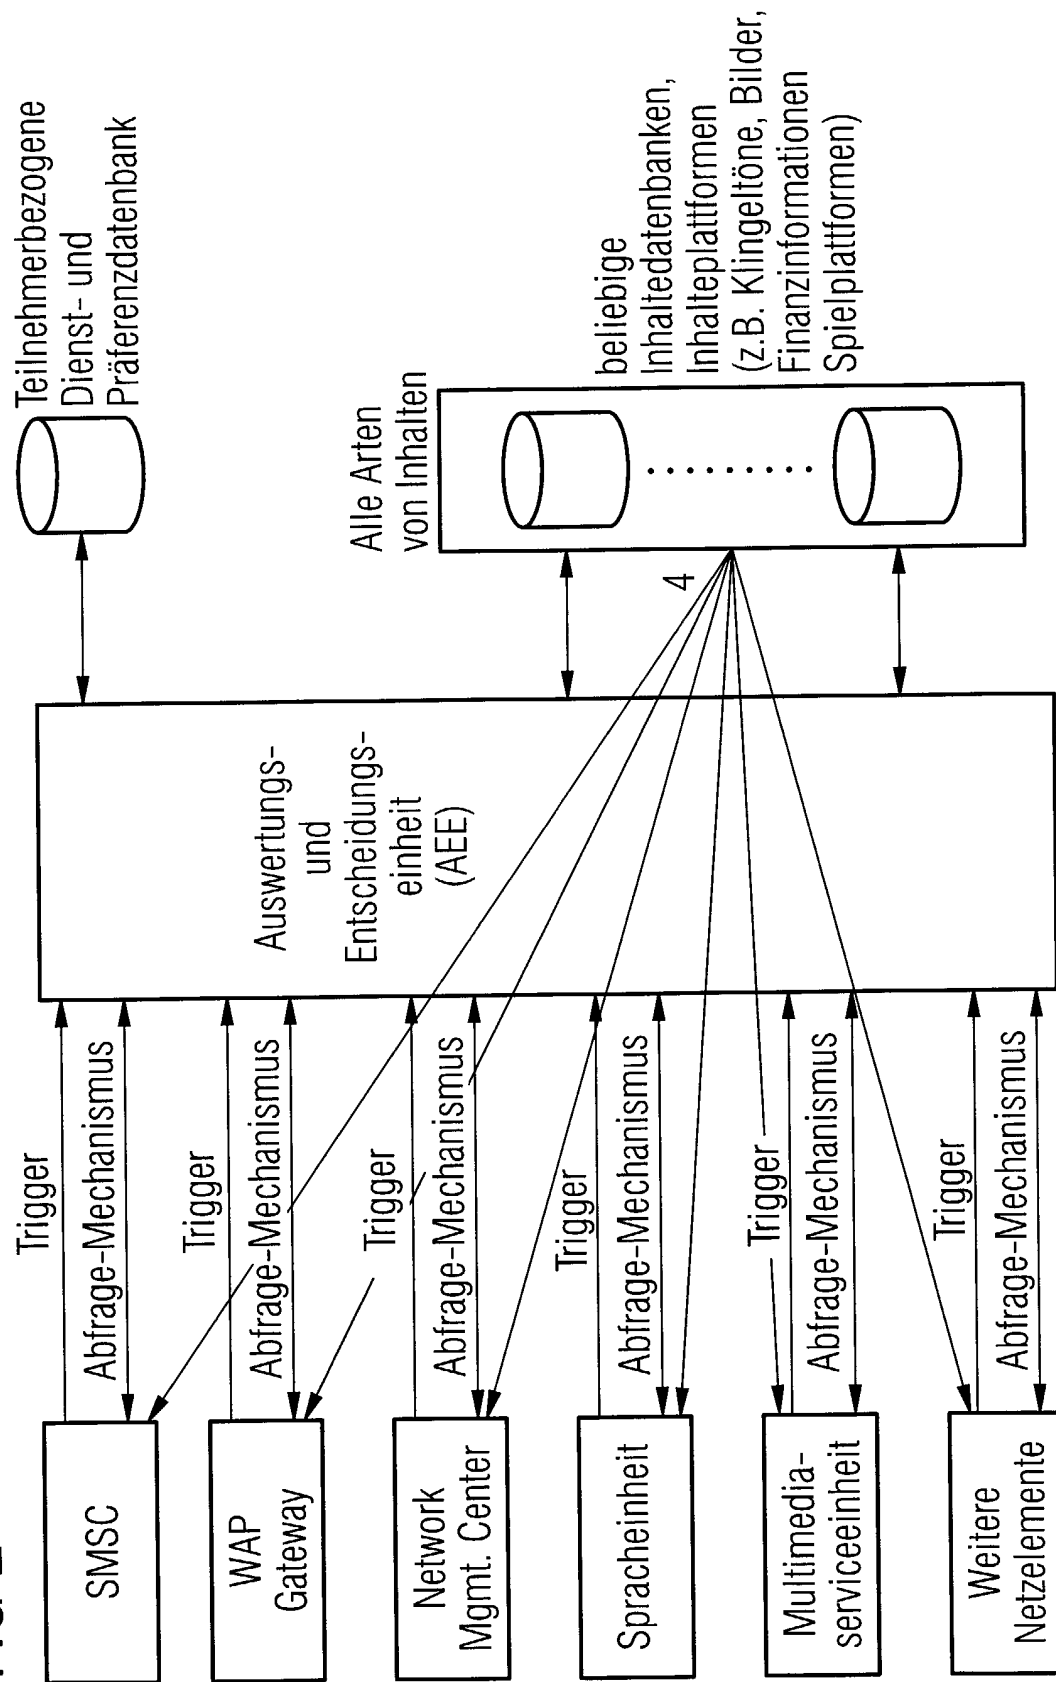 Teilnehmerbezogene
Dienst- und
Präferenzdatenbank
Alle Arten
von Inhalten
beliebige
Inhaltedatenbanken,
Inhalteplattformen
(z.B. Klingeltöne, Bilder,
Finanzinformationen
Spielplattformen)
4
Auswertungs-
und
Entscheidungs-
einheit
(AEE)
Trigger
Abfrage-Mechanismus
Trigger
Abfrage-Mechanismus
Trigger
Abfrage-Mechanismus
Trigger
Abfrage-Mechanismus
Trigger
Abfrage-Mechanismus
Trigger
Abfrage-Mechanismus
SMSC
WAP
Gateway
Network
Mgmt. Center
Spracheinheit
Multimedia-
serviceeinheit
Weitere
Netzelemente